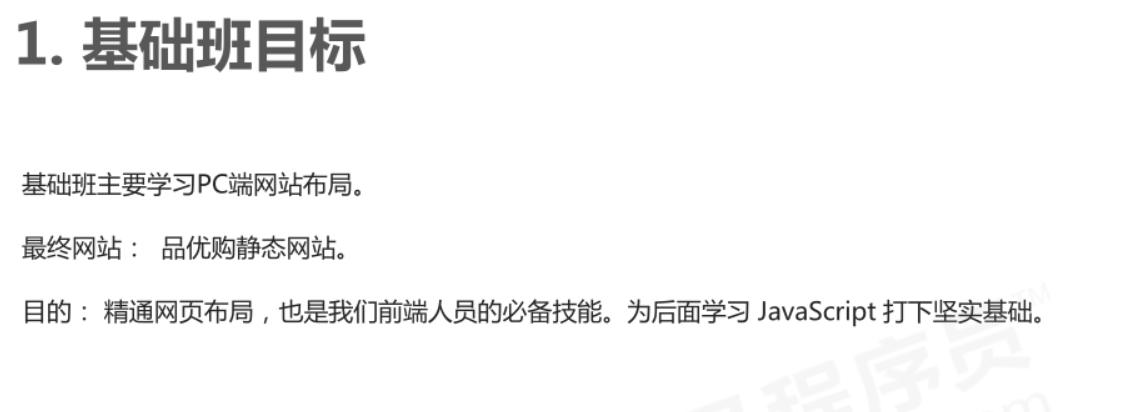 1. 基础班目标
基础班主要学习PC端网站布局。
最终网站： 品优购静态网站。
目的： 精通网页布局，也是我们前端人员的必备技能。为后面学习 JavaScript 打下坚实基础。
程序员TM